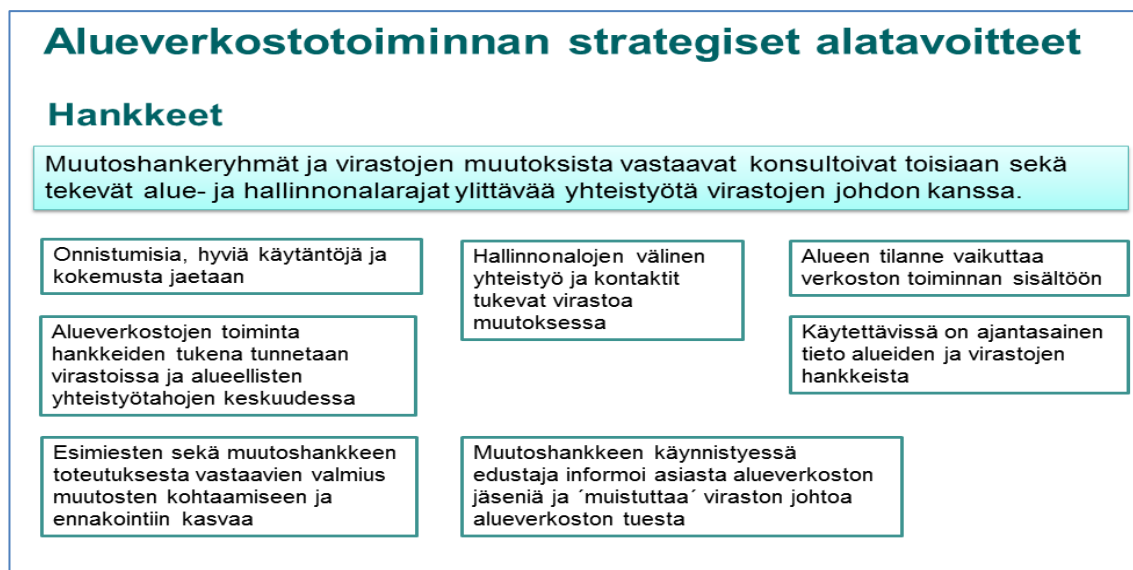 Alueverkostotoiminnan strategiset alatavoitteet
Hankkeet
Muutoshankeryhmät ja virastojen muutoksista vastaavat konsultoivat toisiaan sekä
tekevät alue- ja hallinnonalarajat ylittävää yhteistyötä virastojen johdon kanssa.
Onnistumisia, hyviä käytäntöjä ja
kokemusta jaetaan
Hallinnonalojen välinen
yhteistyö ja kontaktit
tukevat virastoa
muutoksessa
Alueen tilanne vaikuttaa
verkoston toiminnan sisältöön
Alueverkostojen toiminta
hankkeiden tukena tunnetaan
virastoissa ja alueellisten
yhteistyötahojen keskuudessa
Käytettävissä on ajantasainen
tieto alueiden ja virastojen
hankkeista
Esimiesten sekä muutoshankkeen
toteutuksesta vastaavien valmius
muutosten kohtaamiseen ja
ennakointiin kasvaa
Muutoshankkeen käynnistyessä
edustaja informoi asiasta alueverkoston
jäseniä ja ´muistuttaa´ viraston johtoa
alueverkoston tuesta